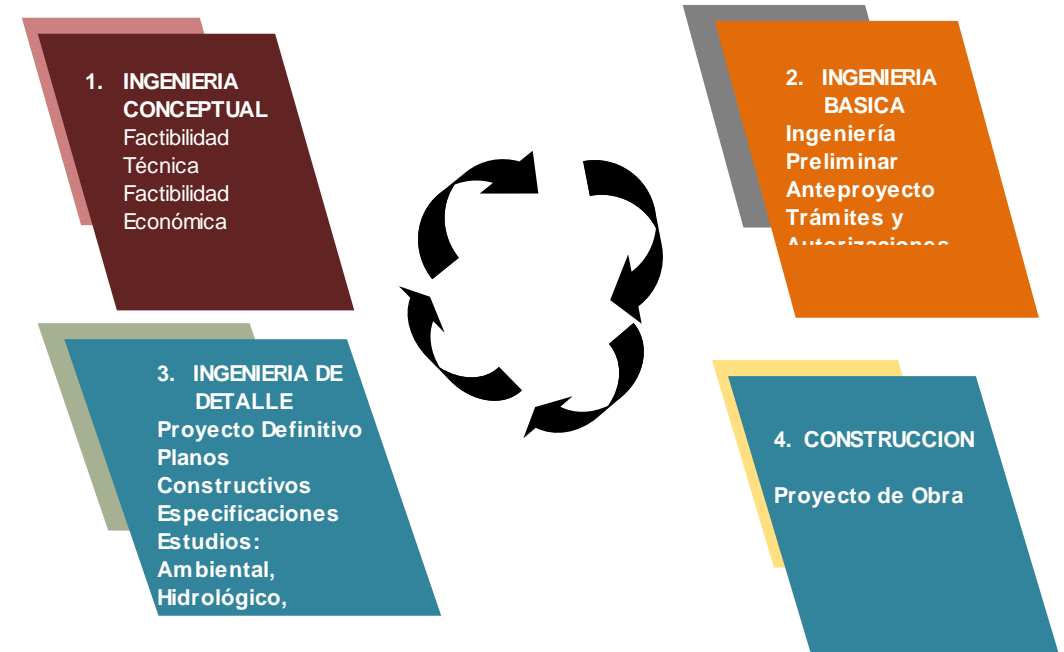 1. INGENIERIA
CONCEPTUAL
Factibilidad
Técnica
Factibilidad
Económica
2. INGENIERIA
BASICA
Ingeniería
Preliminar
Anteproyecto
Trámites y
Autorizaciones
3. INGENIERIA DE
DETALLE
Proyecto Definitivo
Planos
Constructivos
Especificaciones
Estudios:
Ambiental,
Hidrológico,
4. CONSTRUCCION
Proyecto de Obra